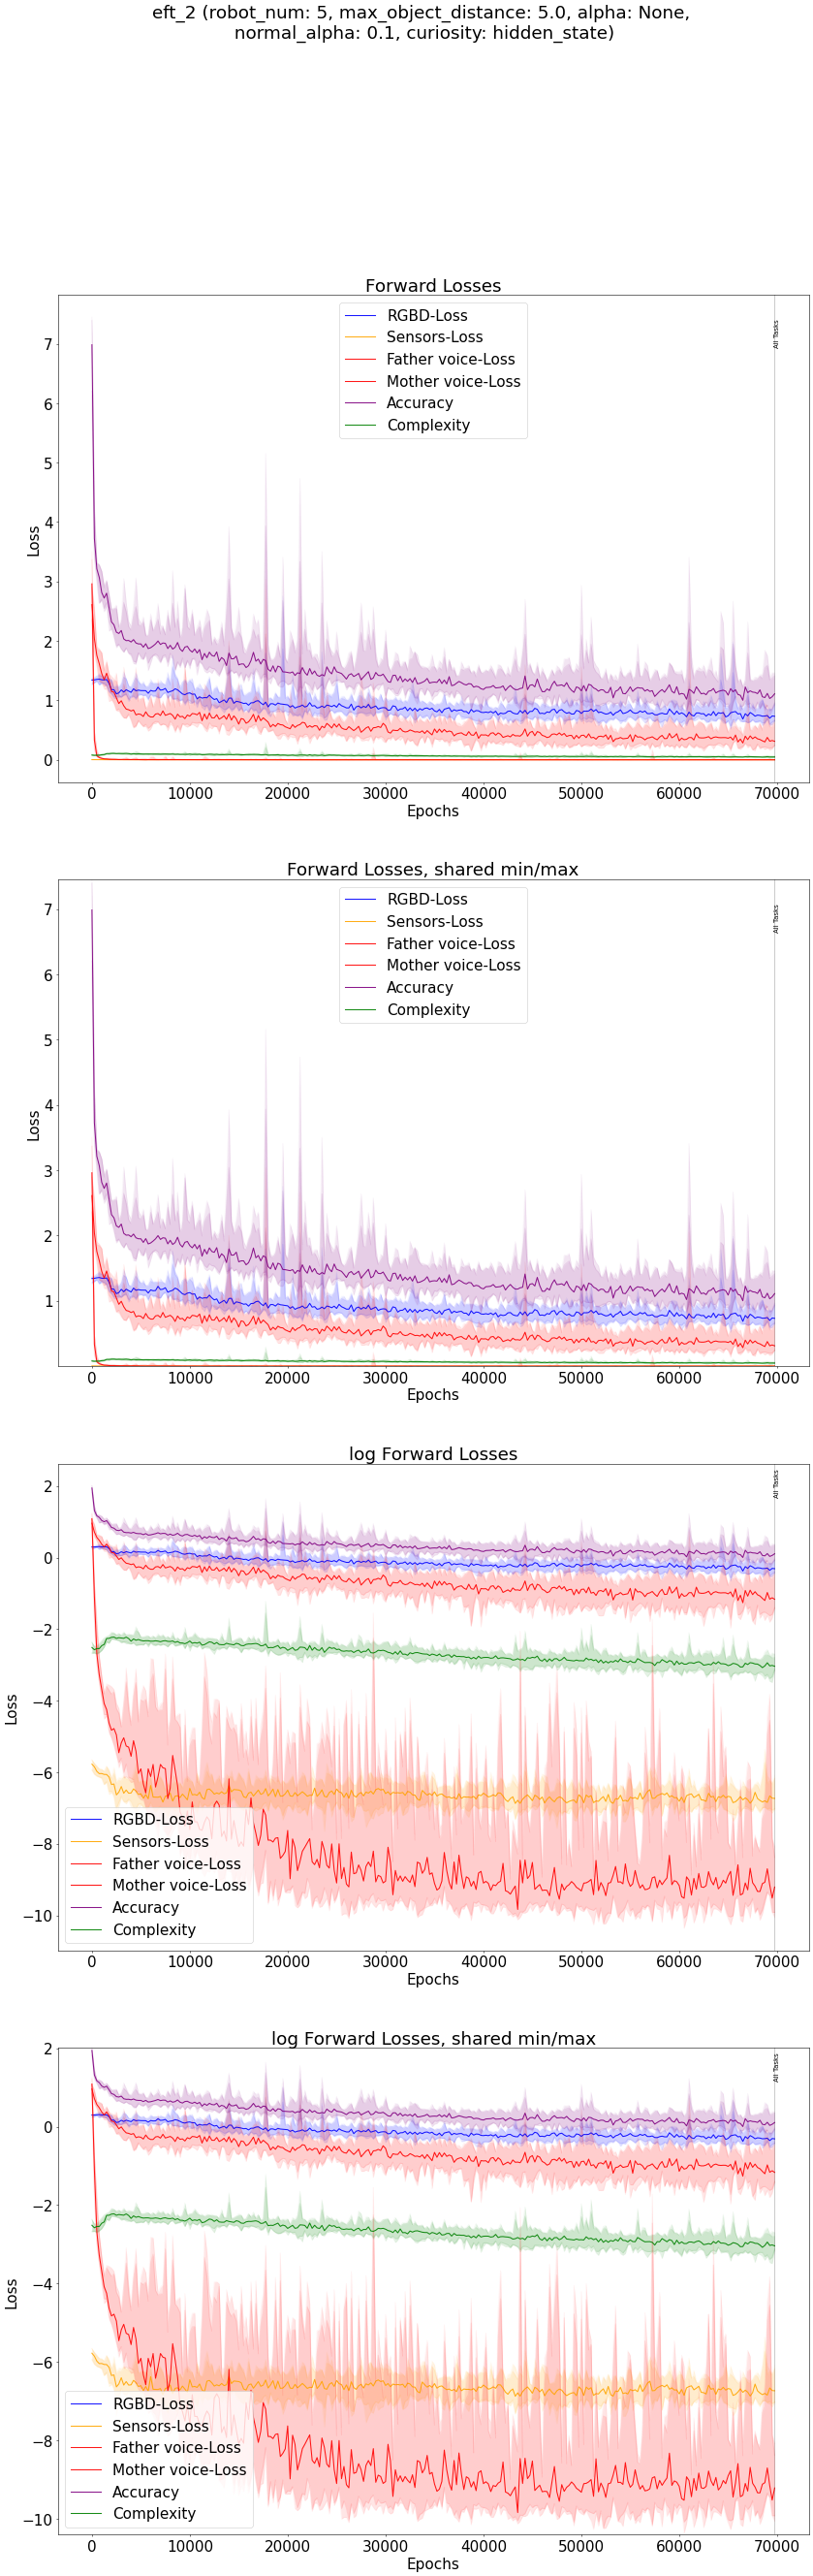 eft_2 (robot_num: 5, max_object_distance: 5.0, alpha: None,
normal_alpha: 0.1, curiosity: hidden_state)
Forward Losses
RGBD-Loss
Sensors-Loss
Father voice-Loss
Mother voice-Loss
Accuracy
Complexity
All Tasks
7
6
5
4
3
2
1
0
Loss
0
10000
20000
30000
40000
50000
60000
70000
Epochs
Forward Losses, shared min/max
RGBD-Loss
Sensors-Loss
Father voice-Loss
Mother voice-Loss
Accuracy
Complexity
All Tasks
7
6
5
4
3
2
1
Loss
0
10000
20000
30000
40000
50000
60000
70000
Epochs
log Forward Losses
All Tasks
2
0
−2
−4
−6
−8
−10
Loss
RGBD-Loss
Sensors-Loss
Father voice-Loss
Mother voice-Loss
Accuracy
Complexity
0
10000
20000
30000
40000
50000
60000
70000
Epochs
log Forward Losses, shared min/max
All Tasks
2
0
−2
−4
−6
−8
−10
Loss
RGBD-Loss
Sensors-Loss
Father voice-Loss
Mother voice-Loss
Accuracy
Complexity
0
10000
20000
30000
40000
50000
60000
70000
Epochs